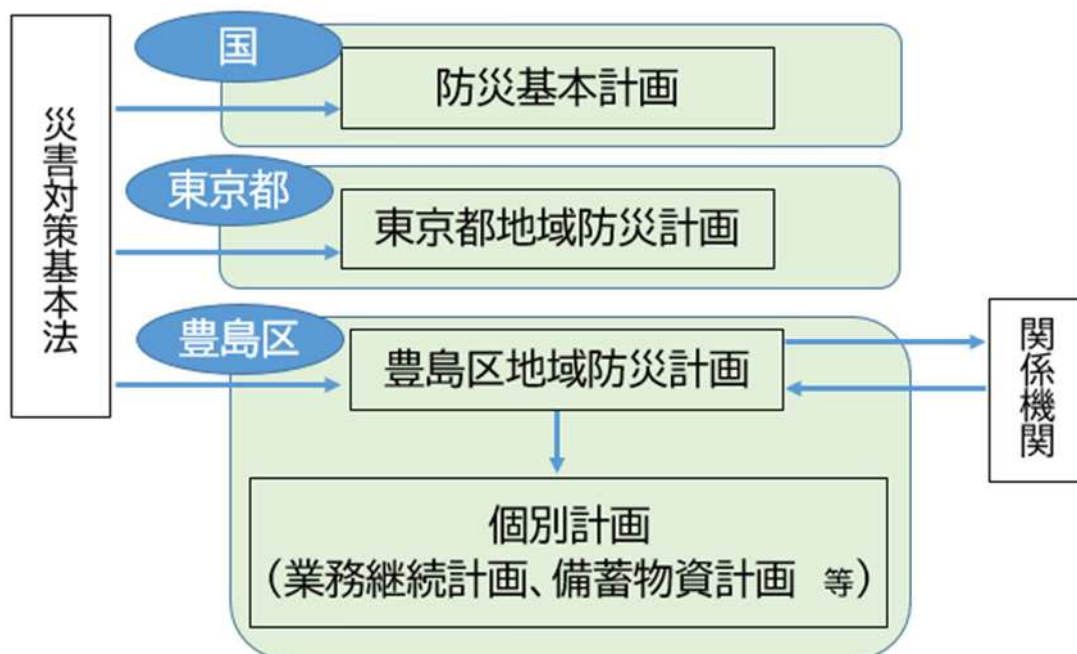 災害対策基本法
国
防災基本計画
東京都
東京都地域防災計画
豊島区
豊島区地域防災計画
関係機関
個別計画
（業務継続計画、備蓄物資計画　等）